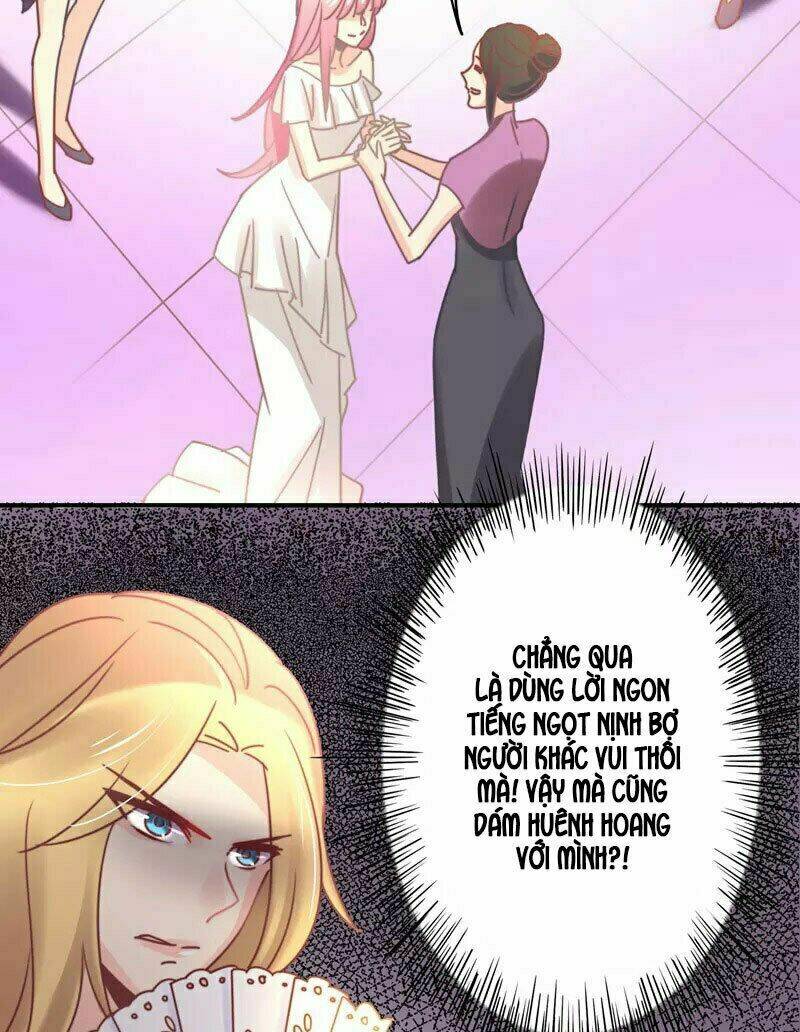 CHẲNG QUA
LÀ DÙNG LỜI NGON
TIẾNG NGỌT NỊNH BỢ
NGƯỜI KHÁC VUI THÔI
MÀ! VẬY MÀ CŨNG
DÁM HUÊNH HOANG
VỚI MÌNH?!